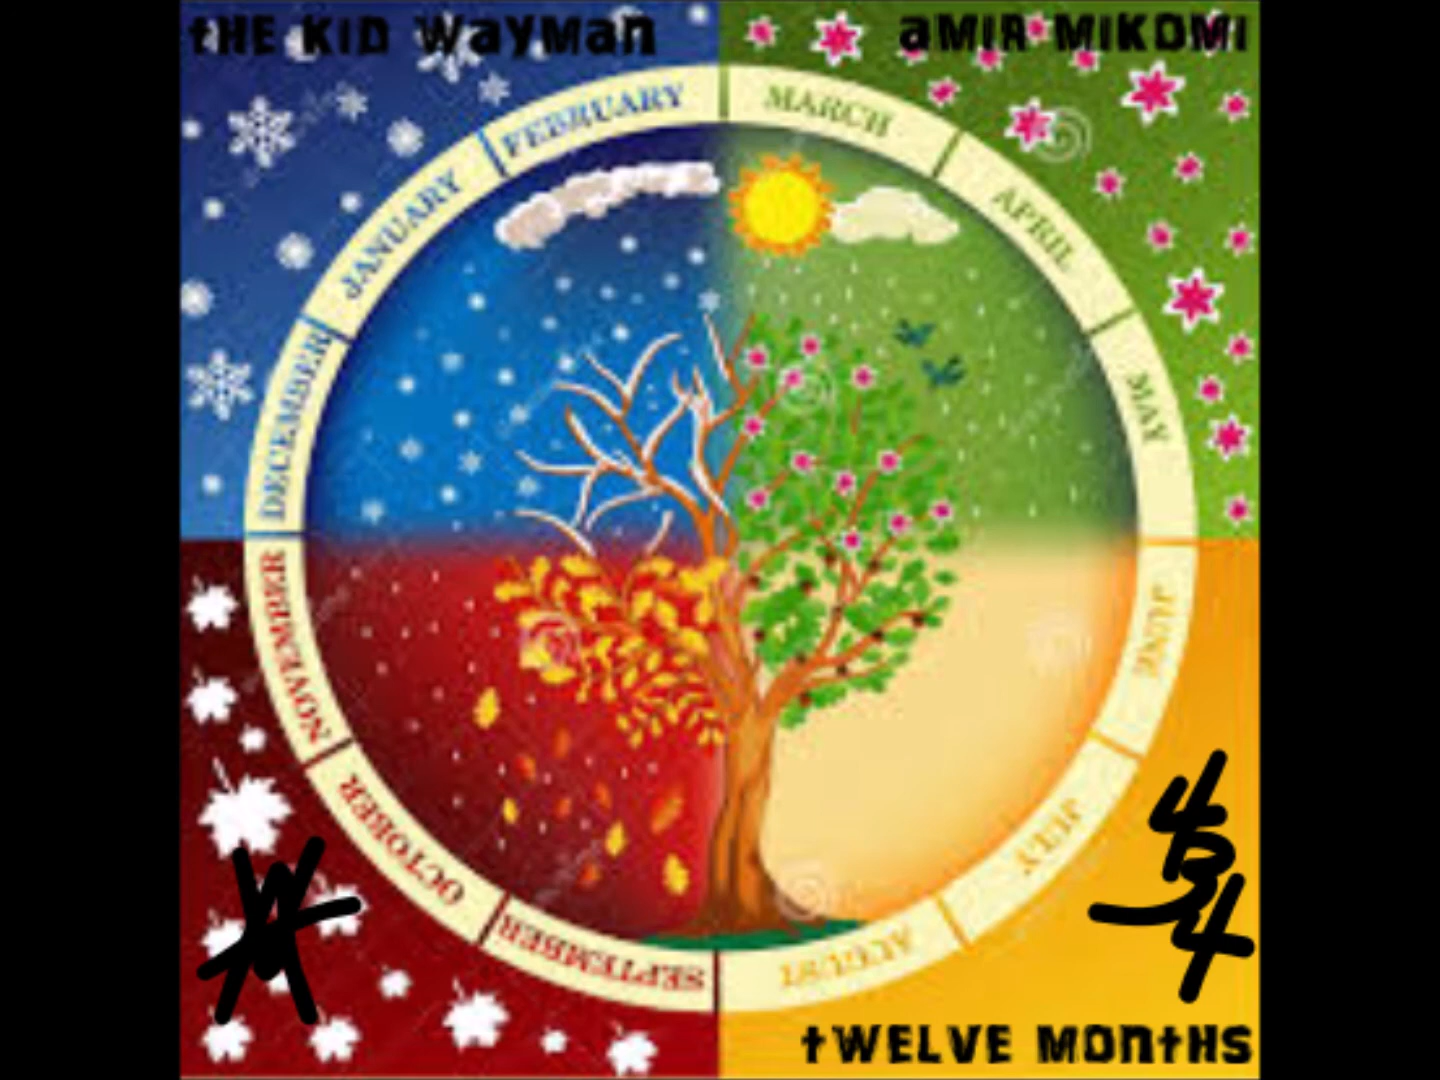 tHE KiD WayMan
aMIR MIKOMI
FEBRUARY
MARCH
JANUARY
APRIL
DECEMBER
MAY
NOVEMBER
JUNE
OCTOBER
JULY
SEPTEMBER
AUGUST
tWELVE MOntHS